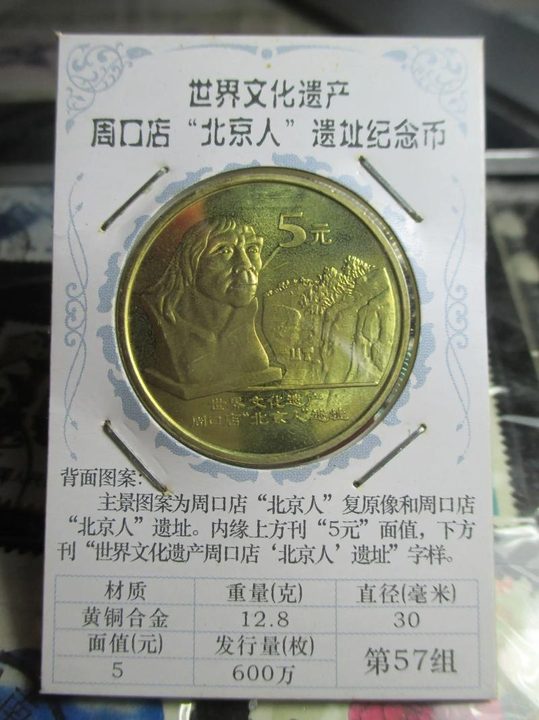 世界文化遗产
周口店“北京人”遗址纪念币
5元
世界文化遗产
周口店“北京人”遗址
背面图案：
主景图案为周口店“北京人”复原像和周口店
“北京人”遗址。内缘上方刊“5元”面值，下方
刊“世界文化遗产周口店‘北京人’遗址”字样。
材质 重量(克) 直径(毫米)
黄铜合金 12.8 30
面值(元) 发行量(枚) 第57组
5 600万